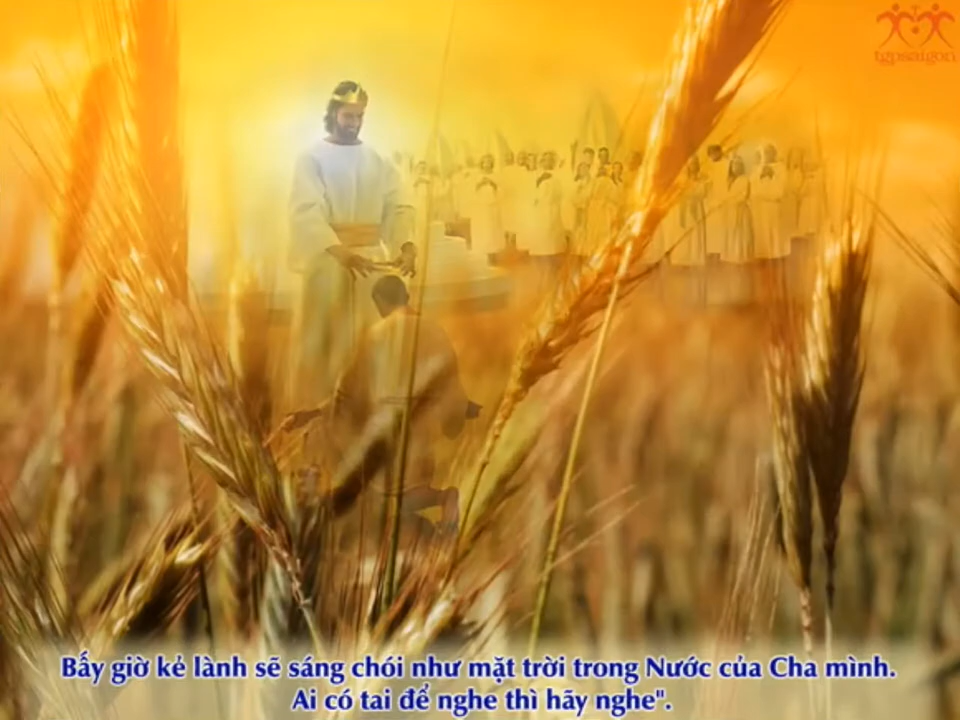 tgpsaigon
Bấy giờ kẻ lành sẽ sáng chói như mặt trời trong Nước của Cha mình.
Ai có tai để nghe thì hãy nghe".